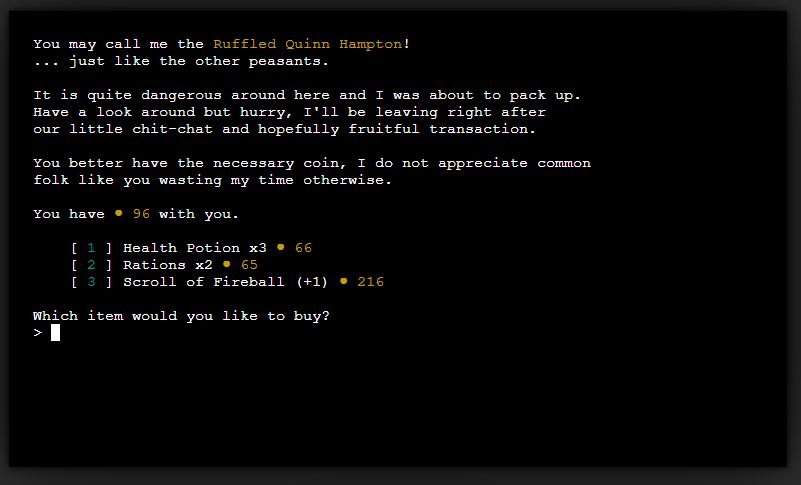 You may call me the Ruffled Quinn Hampton!
... just like the other peasants.
It is quite dangerous around here and I was about to pack up.
Have a look around but hurry, I'll be leaving right after
our little chit-chat and hopefully fruitful transaction.
You better have the necessary coin, I do not appreciate common
folk like you wasting my time otherwise.
You have • 96 with you.
[ 1 ] Health Potion x3 • 66
[ 2 ] Rations x2 • 65
[ 3 ] Scroll of Fireball (+1) • 216
Which item would you like to buy?
>